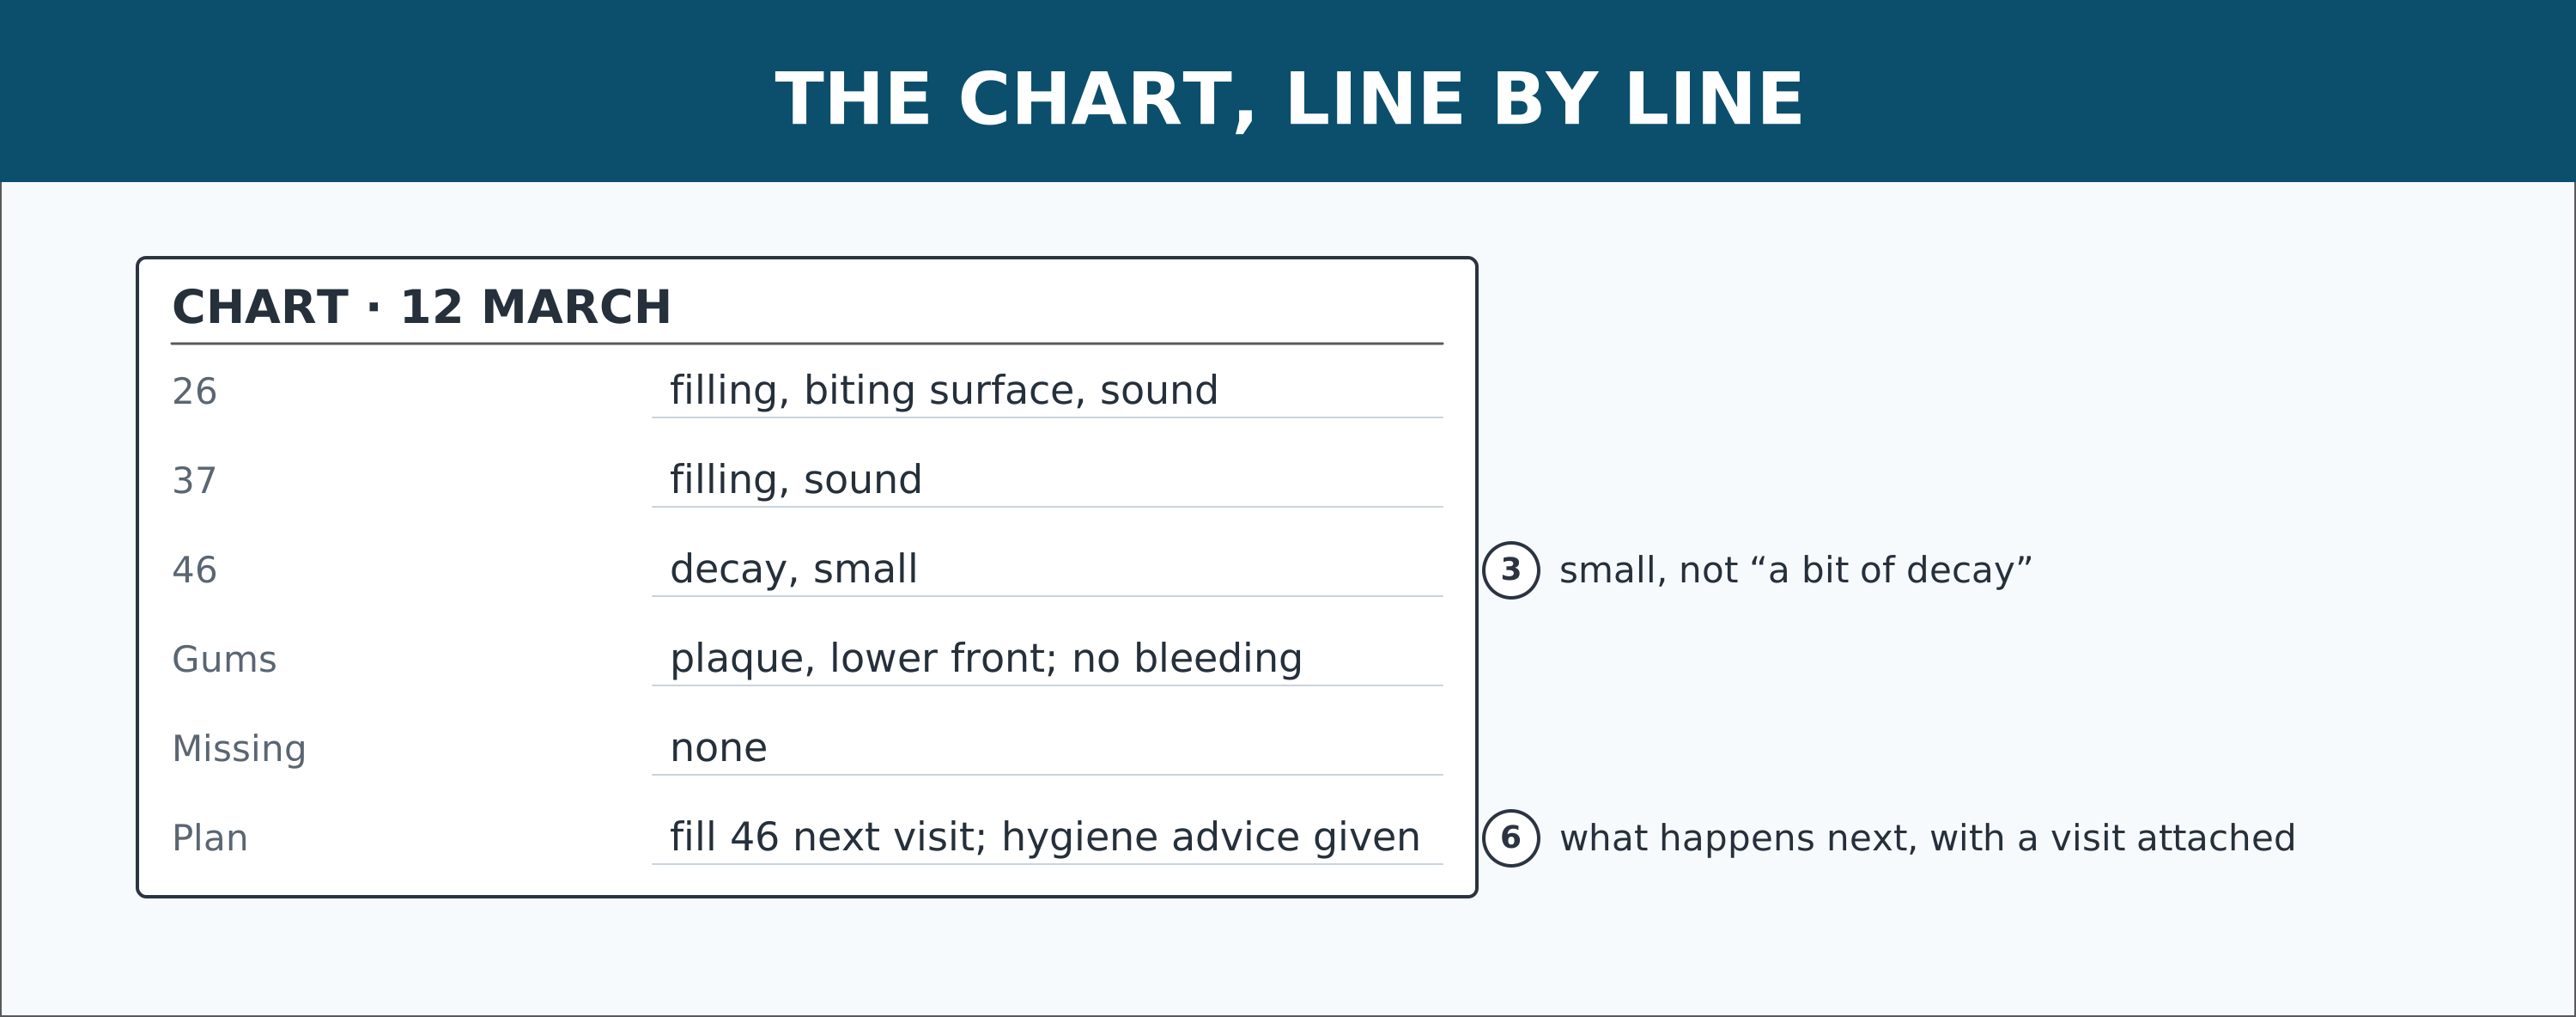 THE CHART, LINE BY LINE
CHART · 12 MARCH
26 filling, biting surface, sound
37 filling, sound
46 decay, small
3 small, not “a bit of decay”
Gums plaque, lower front; no bleeding
Missing none
Plan fill 46 next visit; hygiene advice given
6 what happens next, with a visit attached